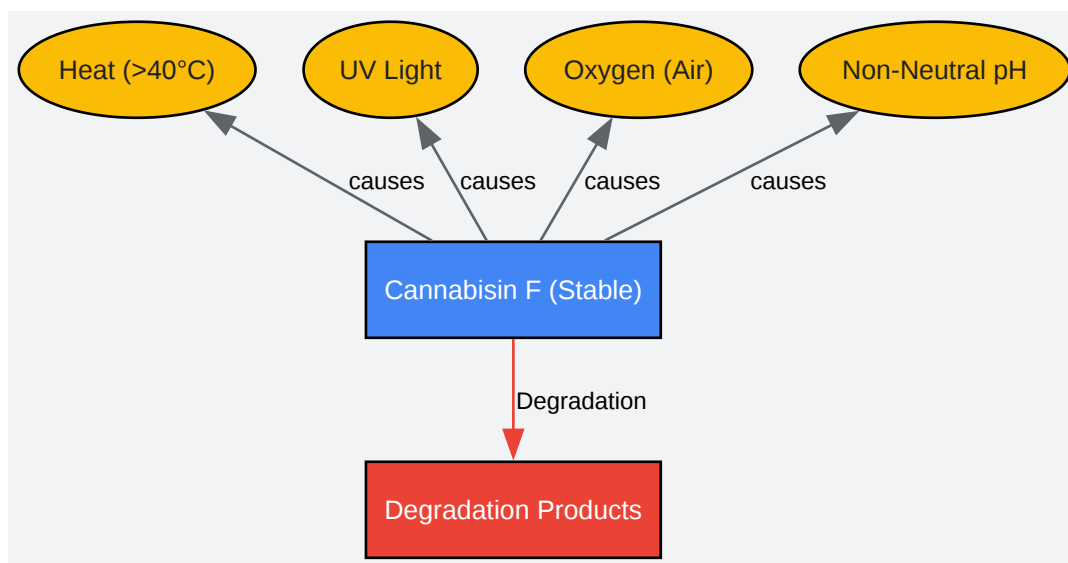 Heat (>40°C)
UV Light
Oxygen (Air)
Non-Neutral pH
causes
causes
causes
causes
Cannabisin F (Stable)
Degradation
Degradation Products